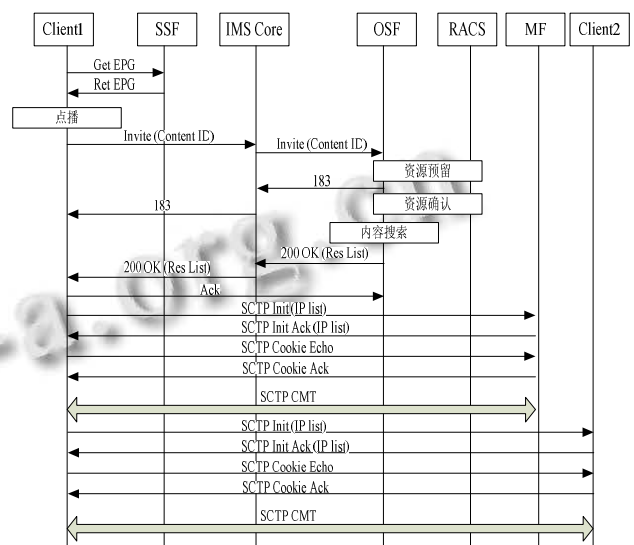 Client1 SSF IMS Core OSF RACS MF Client2
Get EPG
Ret EPG
点播
Invite (Content ID)
Invite (Content ID)
资源预留
183
资源确认
183
内容搜索
200 OK (Res List)
200 OK (Res List)
Ack
SCTP Init (IP list)
SCTP Init Ack (IP list)
SCTP Cookie Echo
SCTP Cookie Ack
SCTP CMT
SCTP Init (IP list)
SCTP Init Ack (IP list)
SCTP Cookie Echo
SCTP Cookie Ack
SCTP CMT